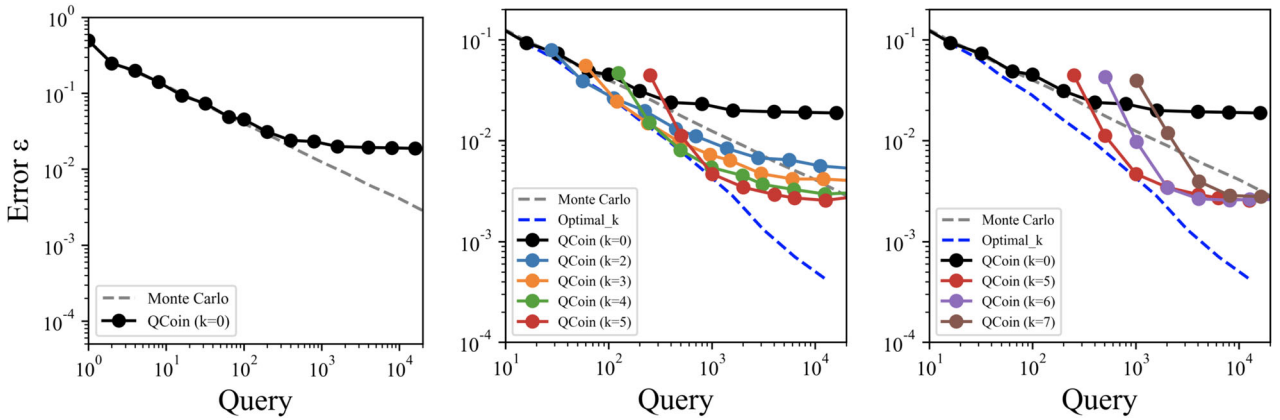 Error ε
10^0
10^-1
10^-2
10^-3
10^-4
Monte Carlo
QCoin (k=0)
10^0
10^1
10^2
10^3
10^4
Query
10^-1
10^-2
10^-3
10^-4
Monte Carlo
Optimal_k
QCoin (k=0)
QCoin (k=2)
QCoin (k=3)
QCoin (k=4)
QCoin (k=5)
10^1
10^2
10^3
10^4
Query
10^-1
10^-2
10^-3
10^-4
Monte Carlo
Optimal_k
QCoin (k=0)
QCoin (k=5)
QCoin (k=6)
QCoin (k=7)
10^1
10^2
10^3
10^4
Query